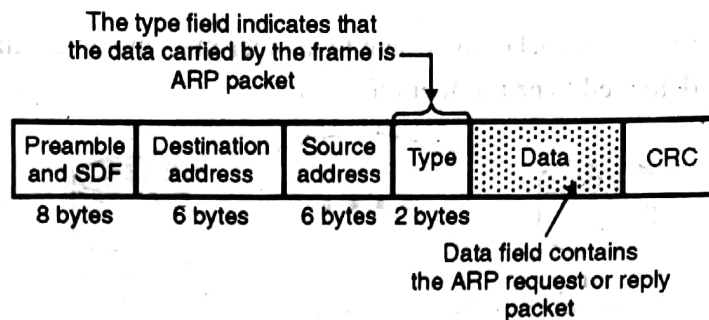 The type field indicates that
the data carried by the frame is
ARP packet
Preamble
and SDF
Destination
address
Source
address
Type
Data
CRC
8 bytes
6 bytes
6 bytes
2 bytes
Data field contains
the ARP request or reply
packet